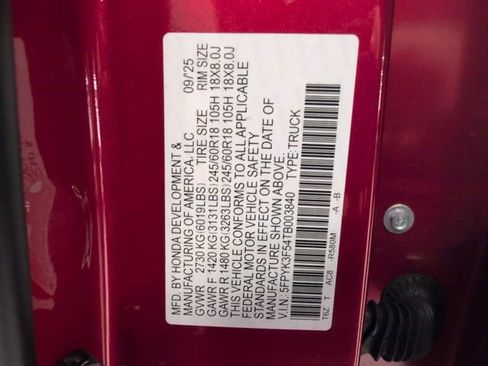 MFD. BY HONDA DEVELOPMENT & 09/'25
MANUFACTURING OF AMERICA, LLC
GVWR 2730 KG(6019LBS) TIRE SIZE RIM SIZE
GAWR F 1420 KG(3131LBS)245/60R18 105H 18X8.0J
GAWR R 1480 KG(3263LBS)245/60R18 105H 18X8.0J
THIS VEHICLE CONFORMS TO ALL APPLICABLE
FEDERAL MOTOR VEHICLE SAFETY
STANDARDS IN EFFECT ON THE DATE OF
MANUFACTURE SHOWN ABOVE.
V.I.N.:5FPYK3F54TB003840 TYPE:TRUCK
T6Z T AC8 -R580M -A -B